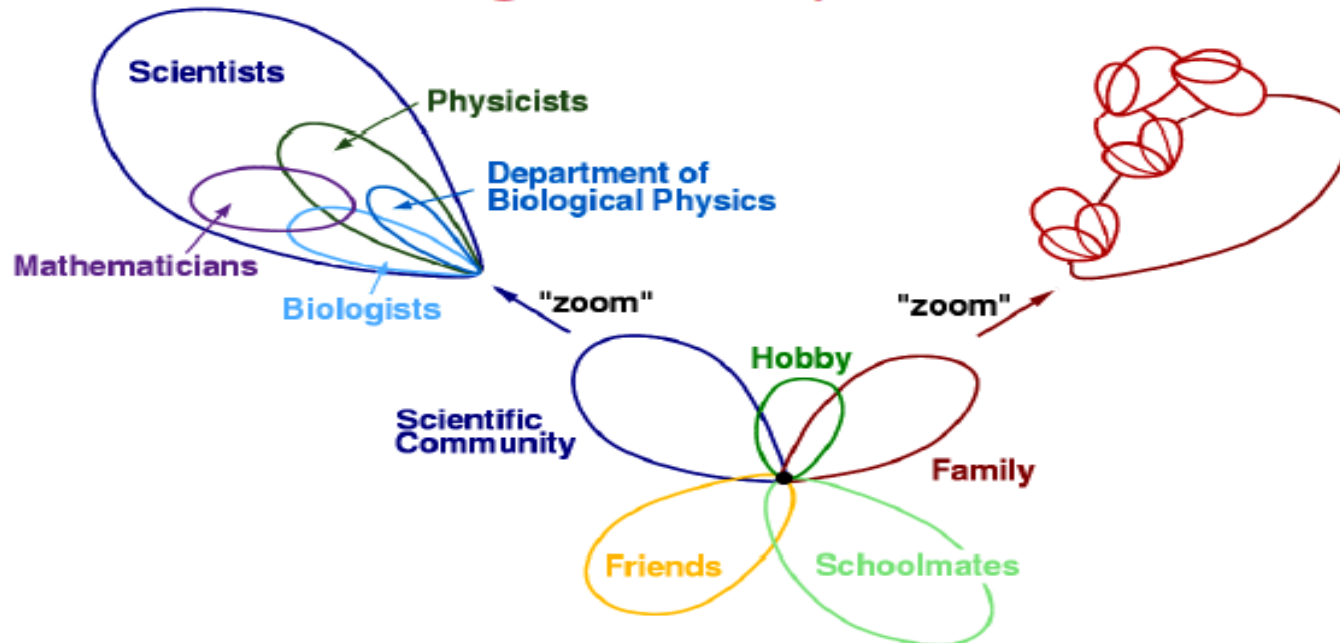 Scientists
Physicists
Department of
Biological Physics
Mathematicians
Biologists
"zoom"
"zoom"
Hobby
Scientific
Community
Family
Friends
Schoolmates